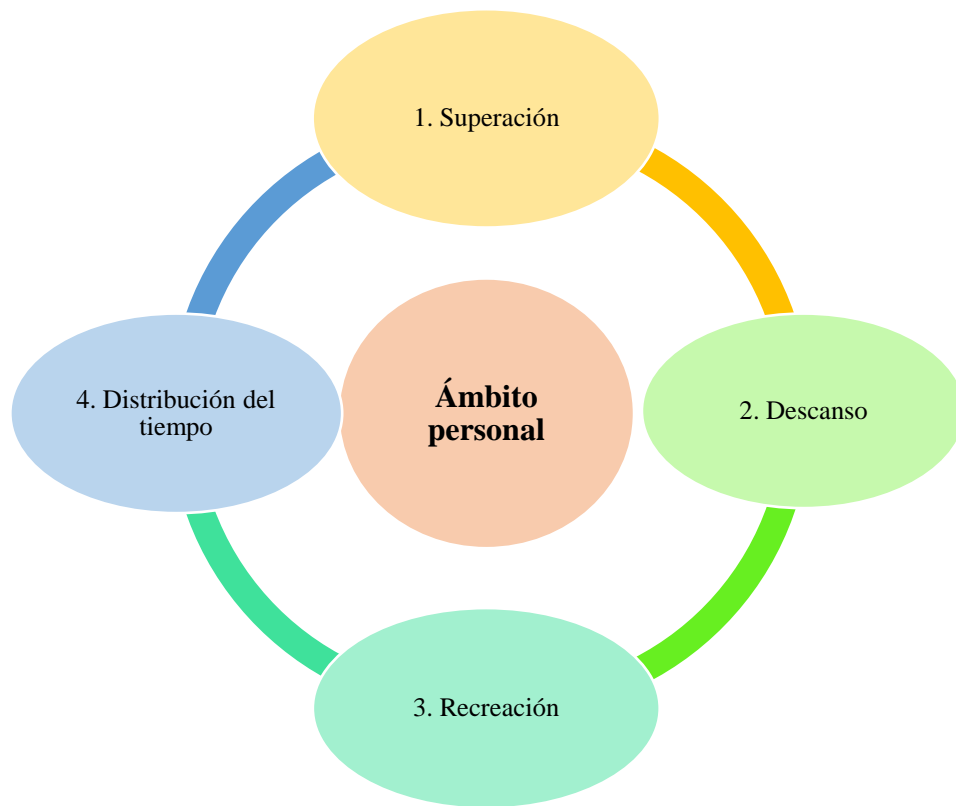 1. Superación
2. Descanso
3. Recreación
4. Distribución del
tiempo
Ámbito
personal